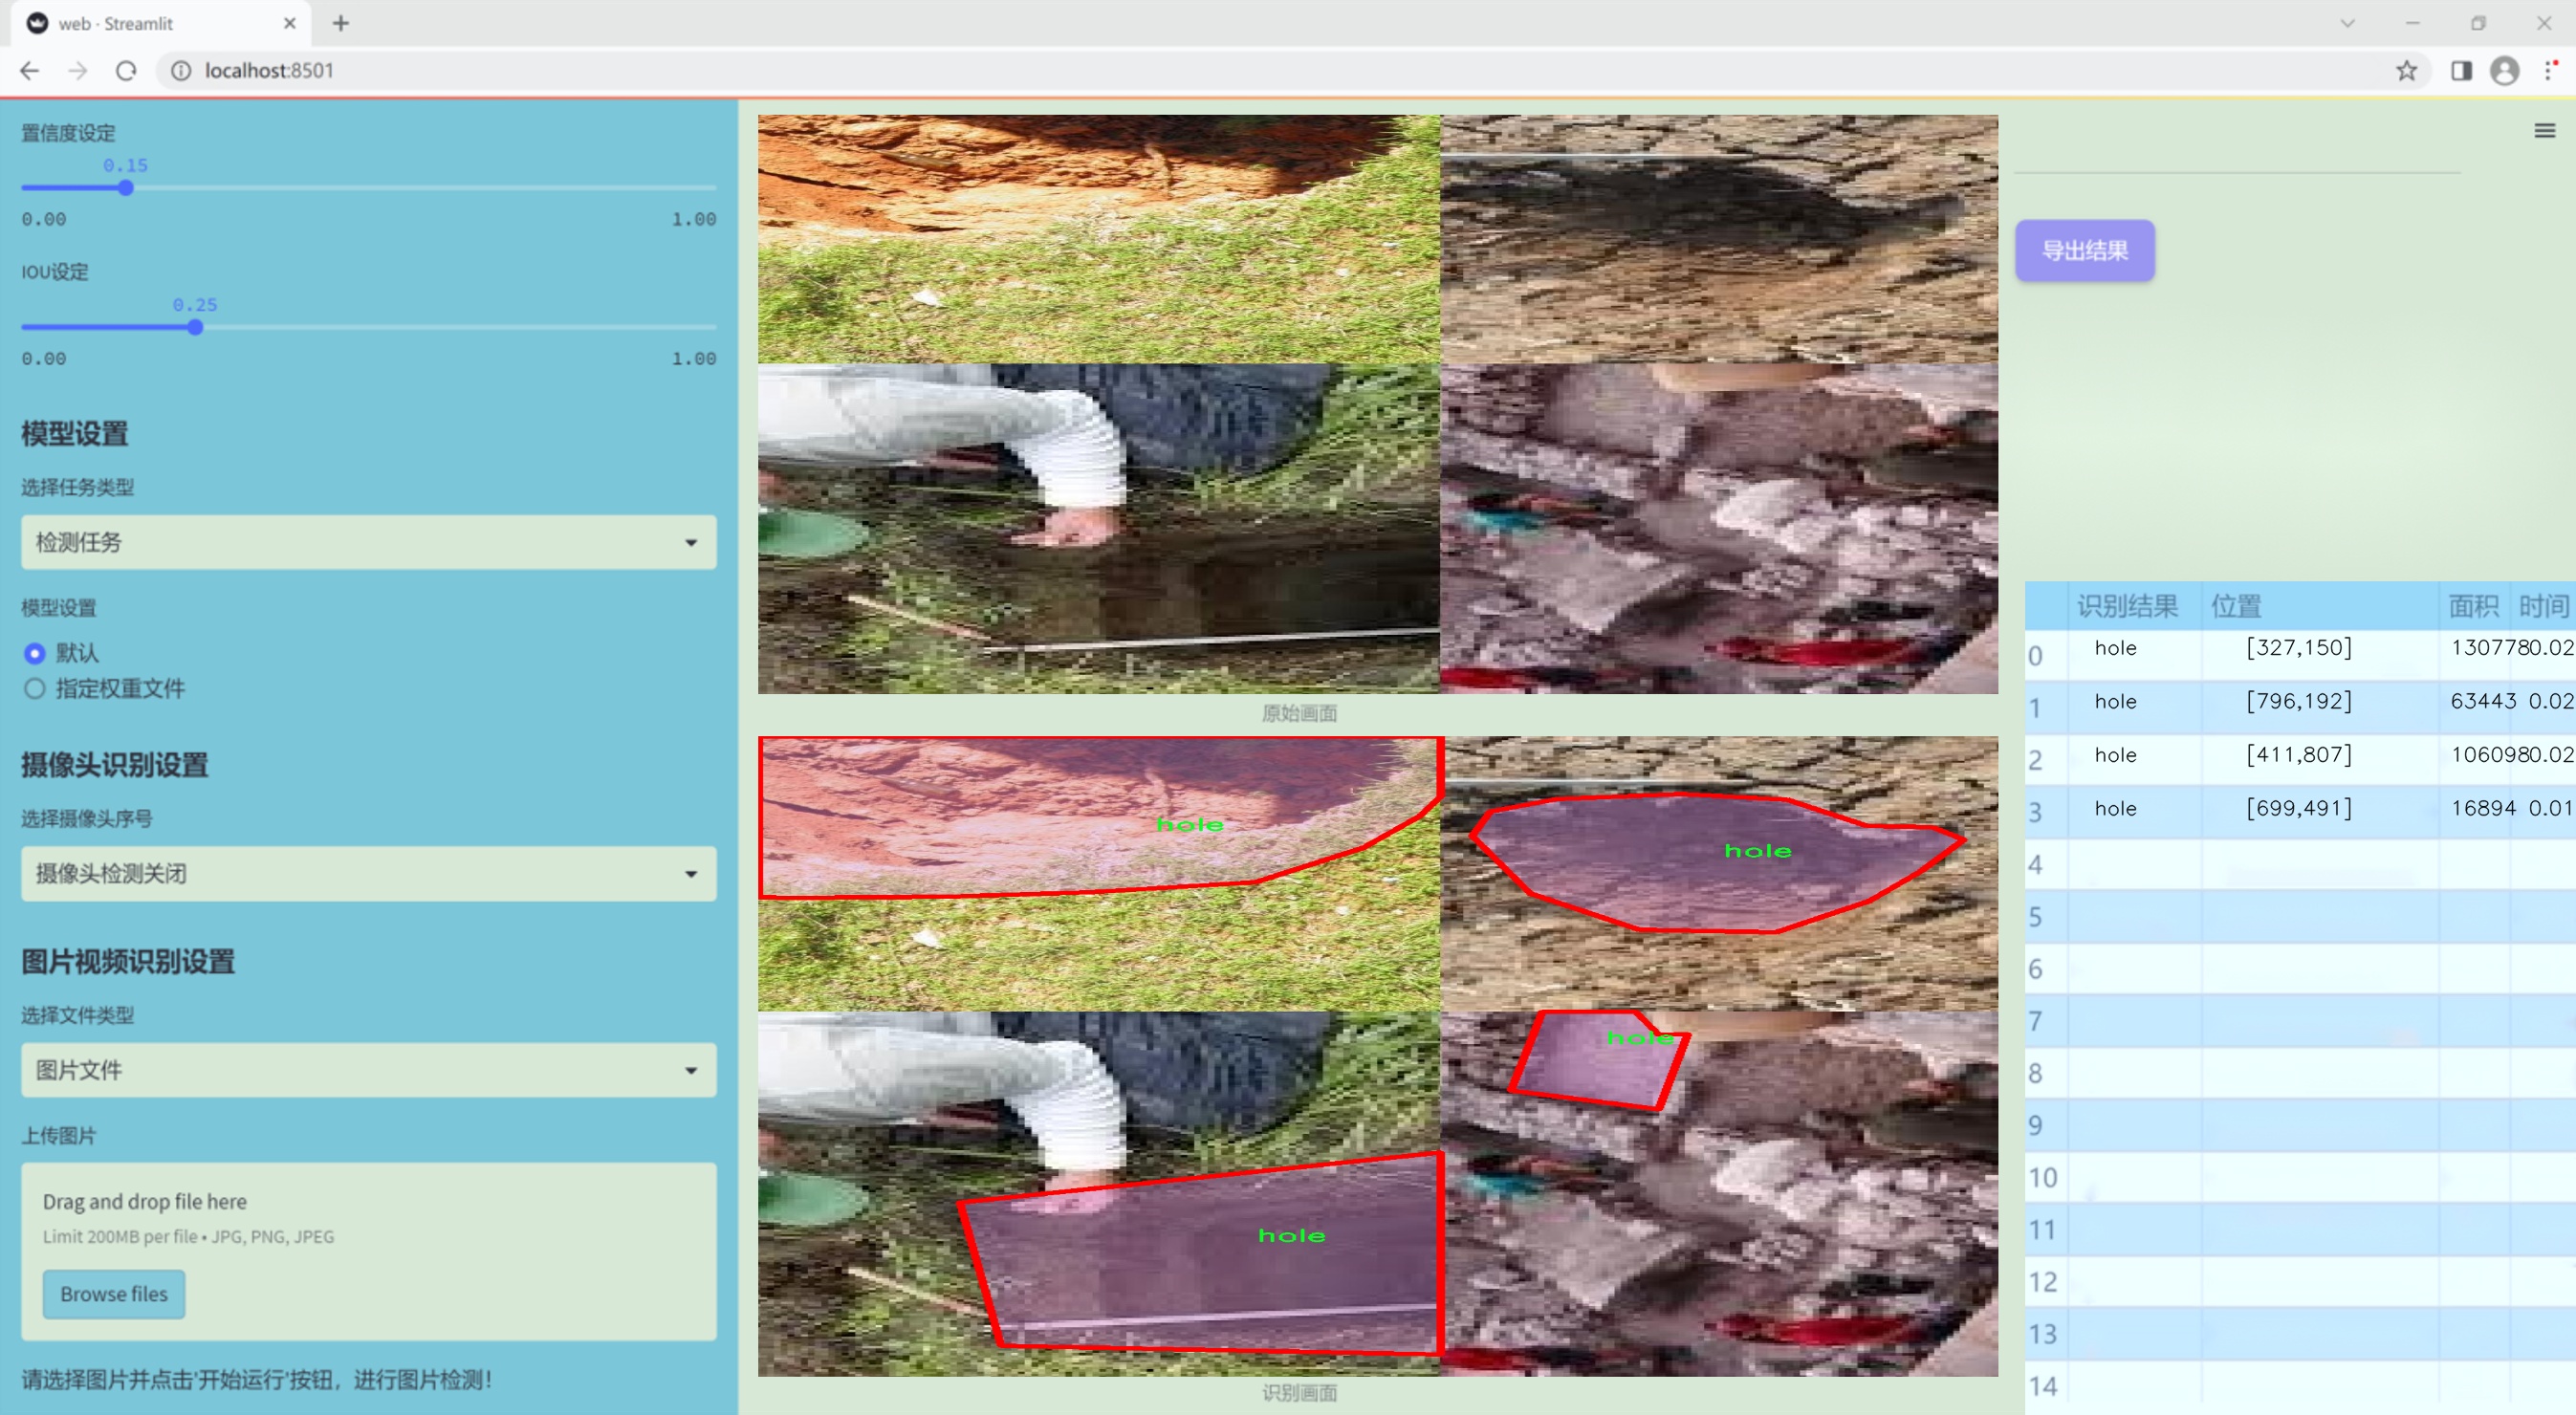 web · Streamlit
localhost:8501
置信度设定
0.15
0.00 1.00
IOU设定
0.25
0.00 1.00
模型设置
选择任务类型
检测任务
模型设置
默认
指定权重文件
摄像头识别设置
选择摄像头序号
摄像头检测关闭
图片视频识别设置
选择文件类型
图片文件
上传图片
Drag and drop file here
Limit 200MB per file • JPG, PNG, JPEG
Browse files
请选择图片并点击'开始运行'按钮，进行图片检测！
原始画面
hole
hole
hole
hole
识别画面
导出结果
识别结果 位置 面积 时间
0 hole [327,150] 1307780.02
1 hole [796,192] 63443 0.02
2 hole [411,807] 1060980.02
3 hole [699,491] 16894 0.01
4
5
6
7
8
9
10
11
12
13
14